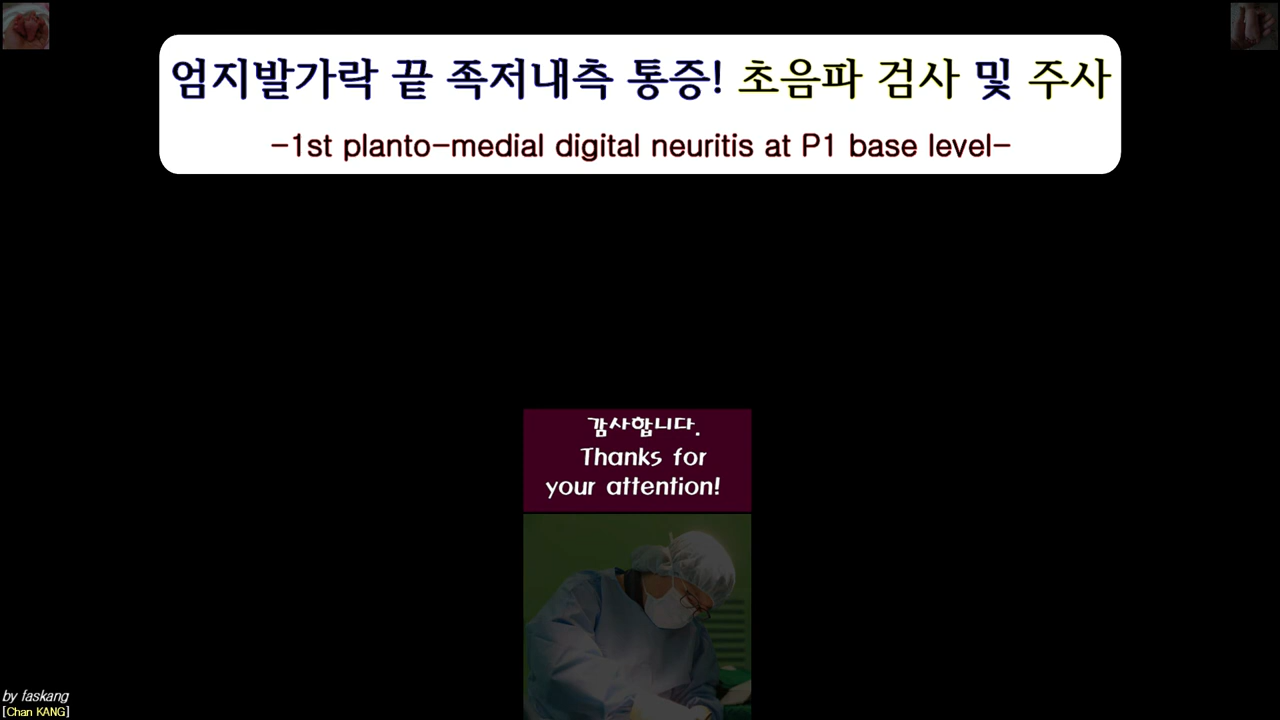 엄지발가락 끝 족저내측 통증! 초음파 검사 및 주사
-1st planto-medial digital neuritis at P1 base level-
감사합니다.
Thanks for
your attention!
by faskang
[Chan KANG]